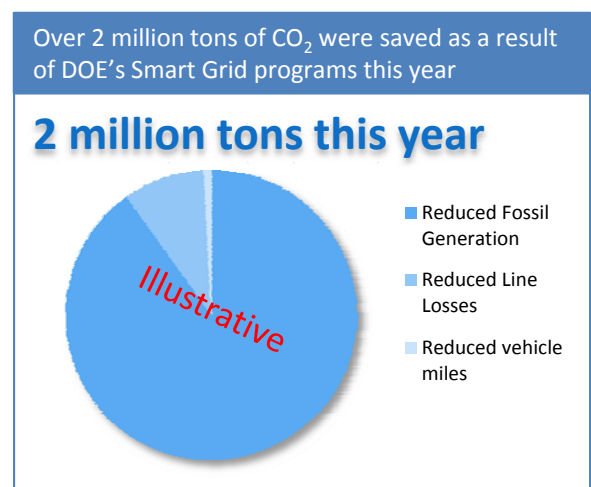 Over 2 million tons of CO₂ were saved as a result
of DOE’s Smart Grid programs this year
2 million tons this year
Illustrative
Reduced Fossil
Generation
Reduced Line
Losses
Reduced vehicle
miles